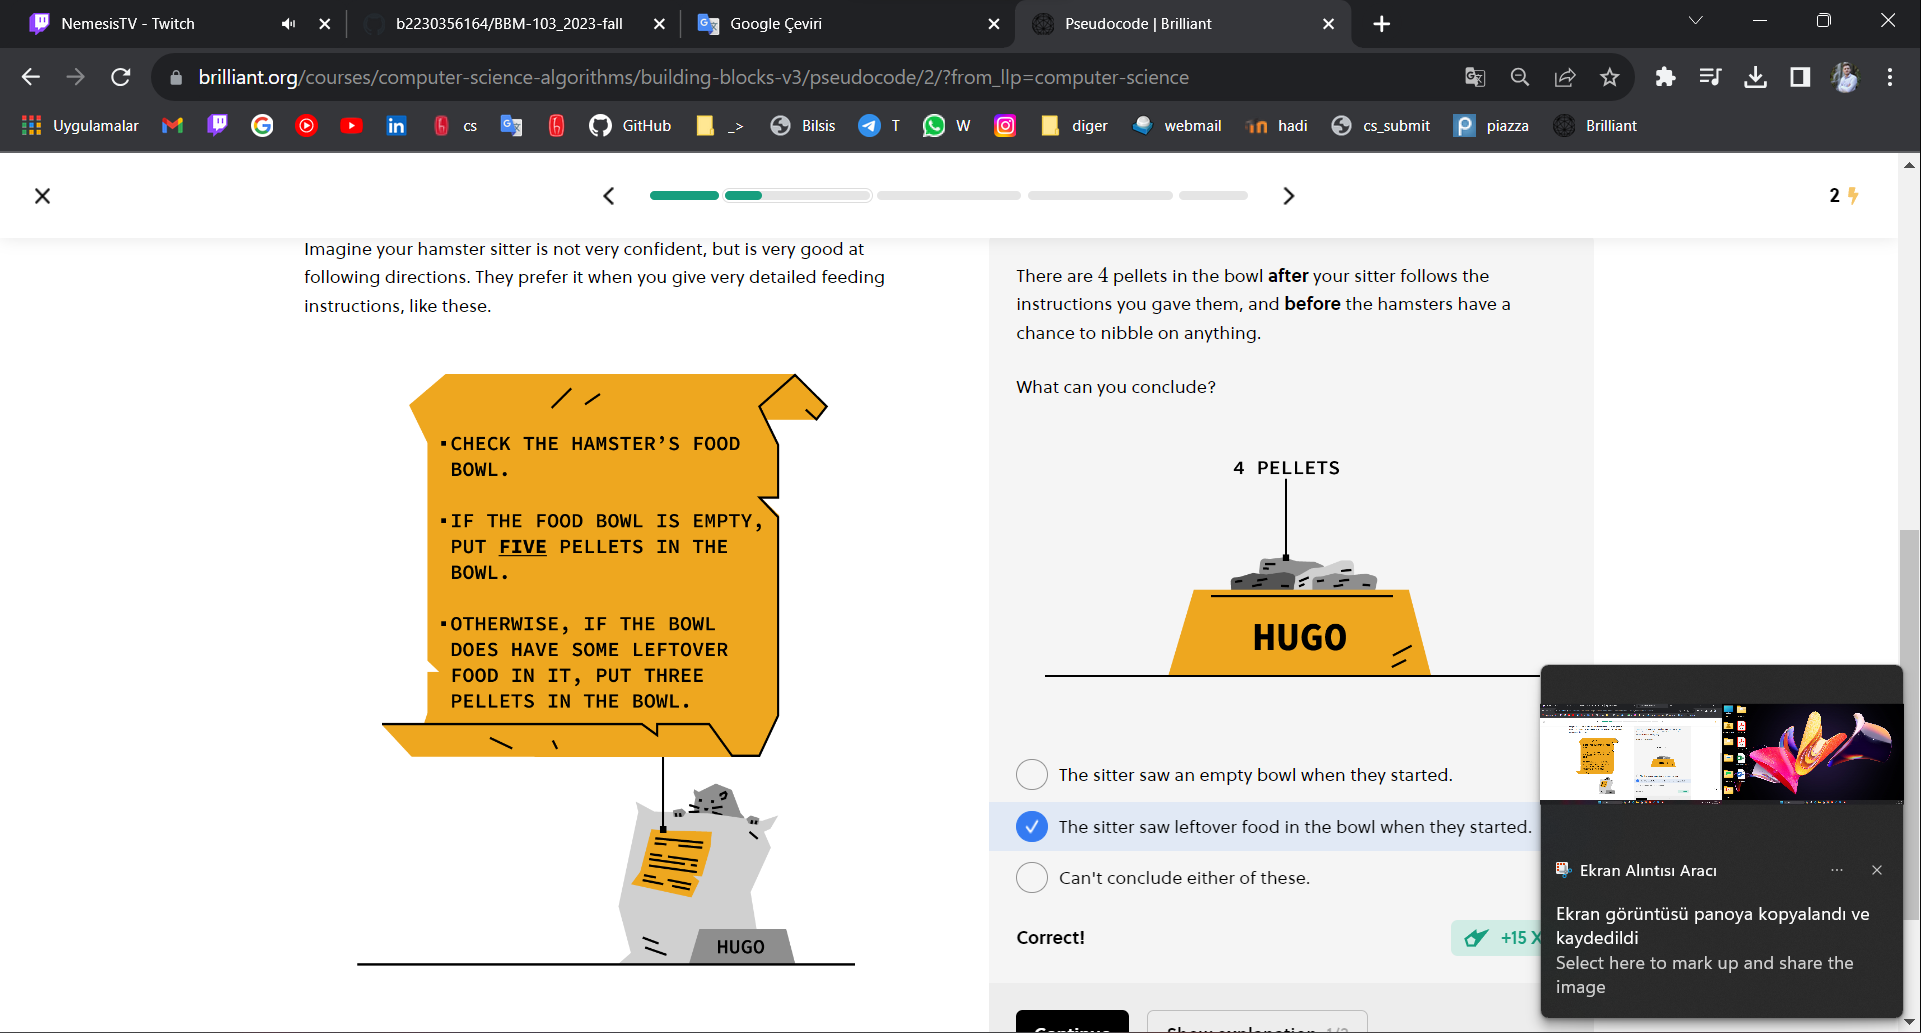 NemesisTV - Twitch
b2230356164/BBM-103_2023-fall
Google Çeviri
Pseudocode | Brilliant
brilliant.org/courses/computer-science-algorithms/building-blocks-v3/pseudocode/2/?from_llp=computer-science
Uygulamalar
cs
GitHub
_>
Bilsis
T
W
diger
webmail
hadi
cs_submit
piazza
Brilliant
2
Imagine your hamster sitter is not very confident, but is very good at
following directions. They prefer it when you give very detailed feeding
instructions, like these.
▪CHECK THE HAMSTER’S FOOD
BOWL.
▪IF THE FOOD BOWL IS EMPTY,
PUT FIVE PELLETS IN THE
BOWL.
▪OTHERWISE, IF THE BOWL
DOES HAVE SOME LEFTOVER
FOOD IN IT, PUT THREE
PELLETS IN THE BOWL.
HUGO
There are 4 pellets in the bowl after your sitter follows the
instructions you gave them, and before the hamsters have a
chance to nibble on anything.
What can you conclude?
4 PELLETS
HUGO
The sitter saw an empty bowl when they started.
The sitter saw leftover food in the bowl when they started.
Can't conclude either of these.
Correct!
+15 X
Continue
Show explanation
Ekran Alıntısı Aracı
Ekran görüntüsü panoya kopyalandı ve
kaydedildi
Select here to mark up and share the
image